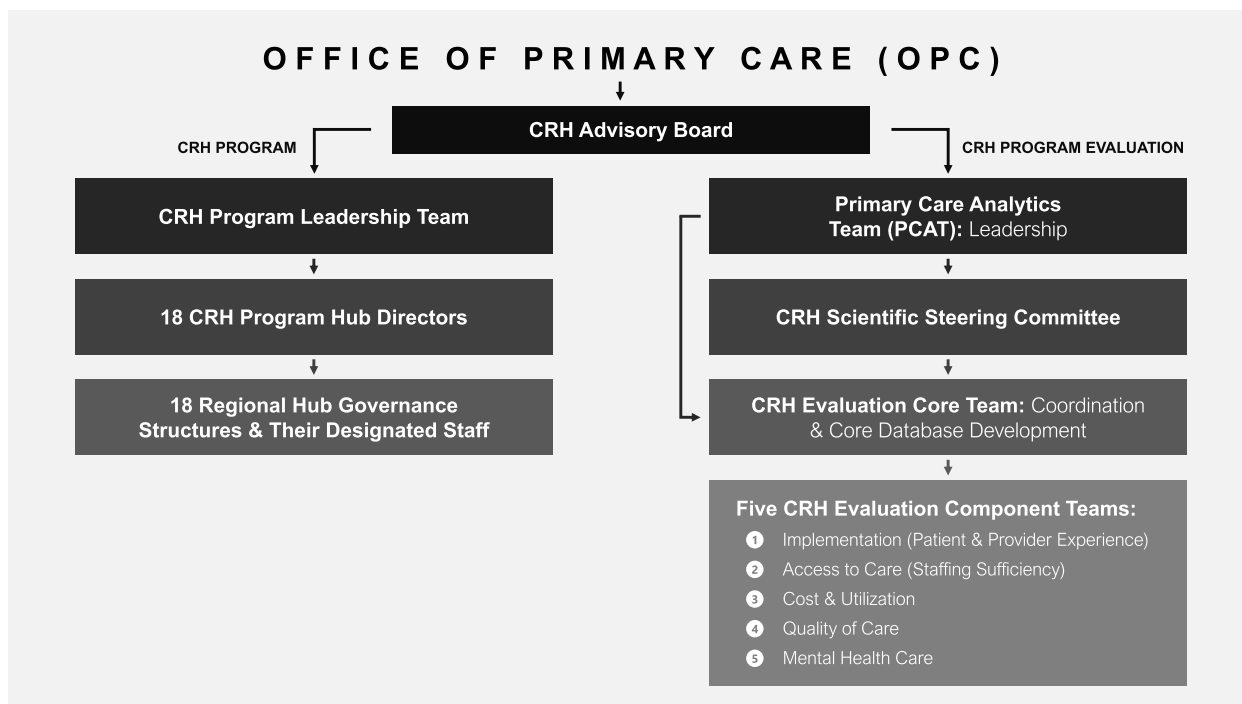 OFFICE OF PRIMARY CARE (OPC)
CRH Advisory Board
CRH PROGRAM
CRH PROGRAM EVALUATION
CRH Program Leadership Team
18 CRH Program Hub Directors
18 Regional Hub Governance
Structures & Their Designated Staff
Primary Care Analytics
Team (PCAT): Leadership
CRH Scientific Steering Committee
CRH Evaluation Core Team: Coordination
& Core Database Development
Five CRH Evaluation Component Teams:
1 Implementation (Patient & Provider Experience)
2 Access to Care (Staffing Sufficiency)
3 Cost & Utilization
4 Quality of Care
5 Mental Health Care